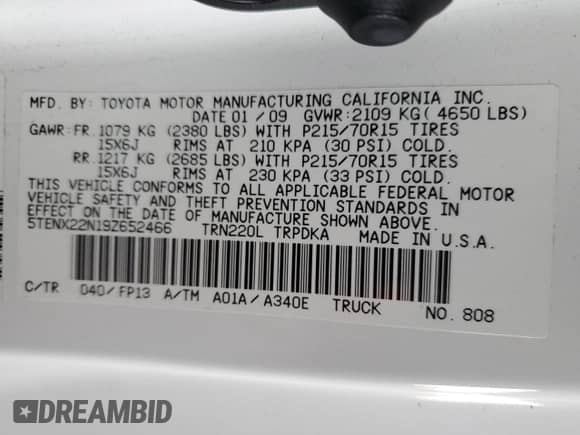 MFD. BY: TOYOTA MOTOR MANUFACTURING CALIFORNIA INC.
DATE 01 / 09 GVWR: 2109 KG( 4650 LBS)
GAWR: FR. 1079 KG (2380 LBS) WITH P215/70R15 TIRES
15X6J RIMS AT 210 KPA (30 PSI) COLD.
RR. 1217 KG (2685 LBS) WITH P215/70R15 TIRES
15X6J RIMS AT 230 KPA (33 PSI) COLD.
THIS VEHICLE CONFORMS TO ALL APPLICABLE FEDERAL MOTOR
VEHICLE SAFETY AND THEFT PREVENTION STANDARDS IN
EFFECT ON THE DATE OF MANUFACTURE SHOWN ABOVE.
5TENX22N19Z652466 TRN220L TRPDKA MADE IN U.S.A.
C/TR 040/FP13 A/TM A01A/A340E TRUCK NO. 808
DREAMBID